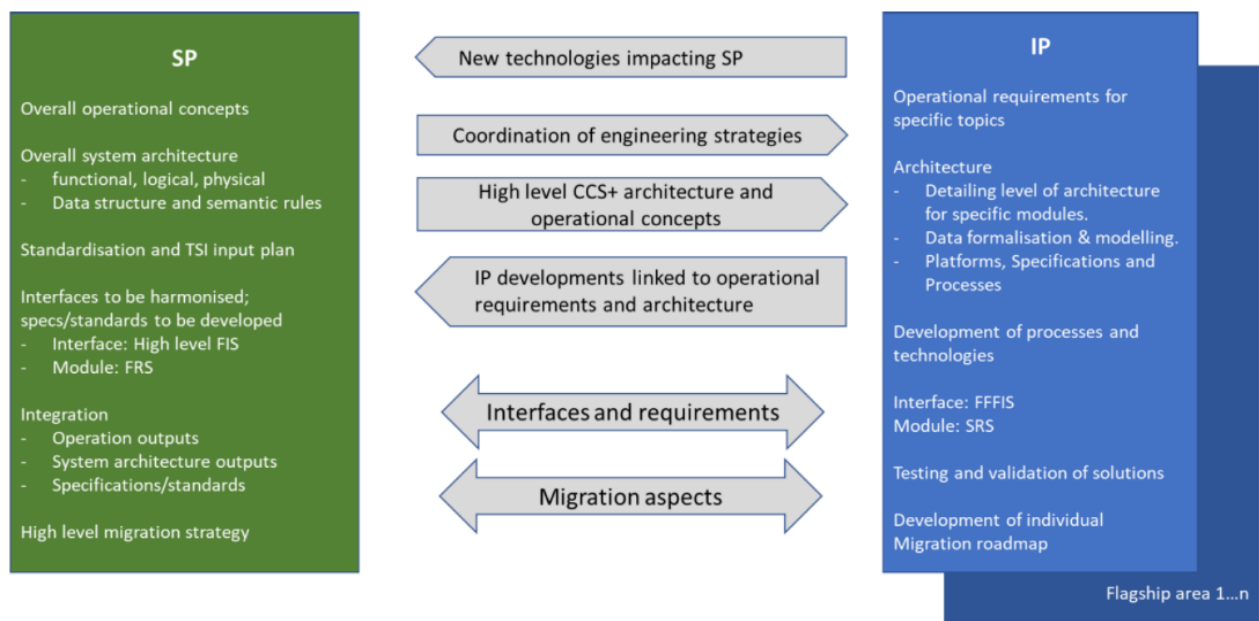 SP
Overall operational concepts
Overall system architecture
- functional, logical, physical
- Data structure and semantic rules
Standardisation and TSI input plan
Interfaces to be harmonised;
specs/standards to be developed
- Interface: High level FIS
- Module: FRS
Integration
- Operation outputs
- System architecture outputs
- Specifications/standards
High level migration strategy
New technologies impacting SP
Coordination of engineering strategies
High level CCS+ architecture and
operational concepts
IP developments linked to operational
requirements and architecture
Interfaces and requirements
Migration aspects
IP
Operational requirements for
specific topics
Architecture
- Detailing level of architecture
for specific modules.
- Data formalisation & modelling.
- Platforms, Specifications and
Processes
Development of processes and
technologies
Interface: FFFIS
Module: SRS
Testing and validation of solutions
Development of individual
Migration roadmap
Flagship area 1...n